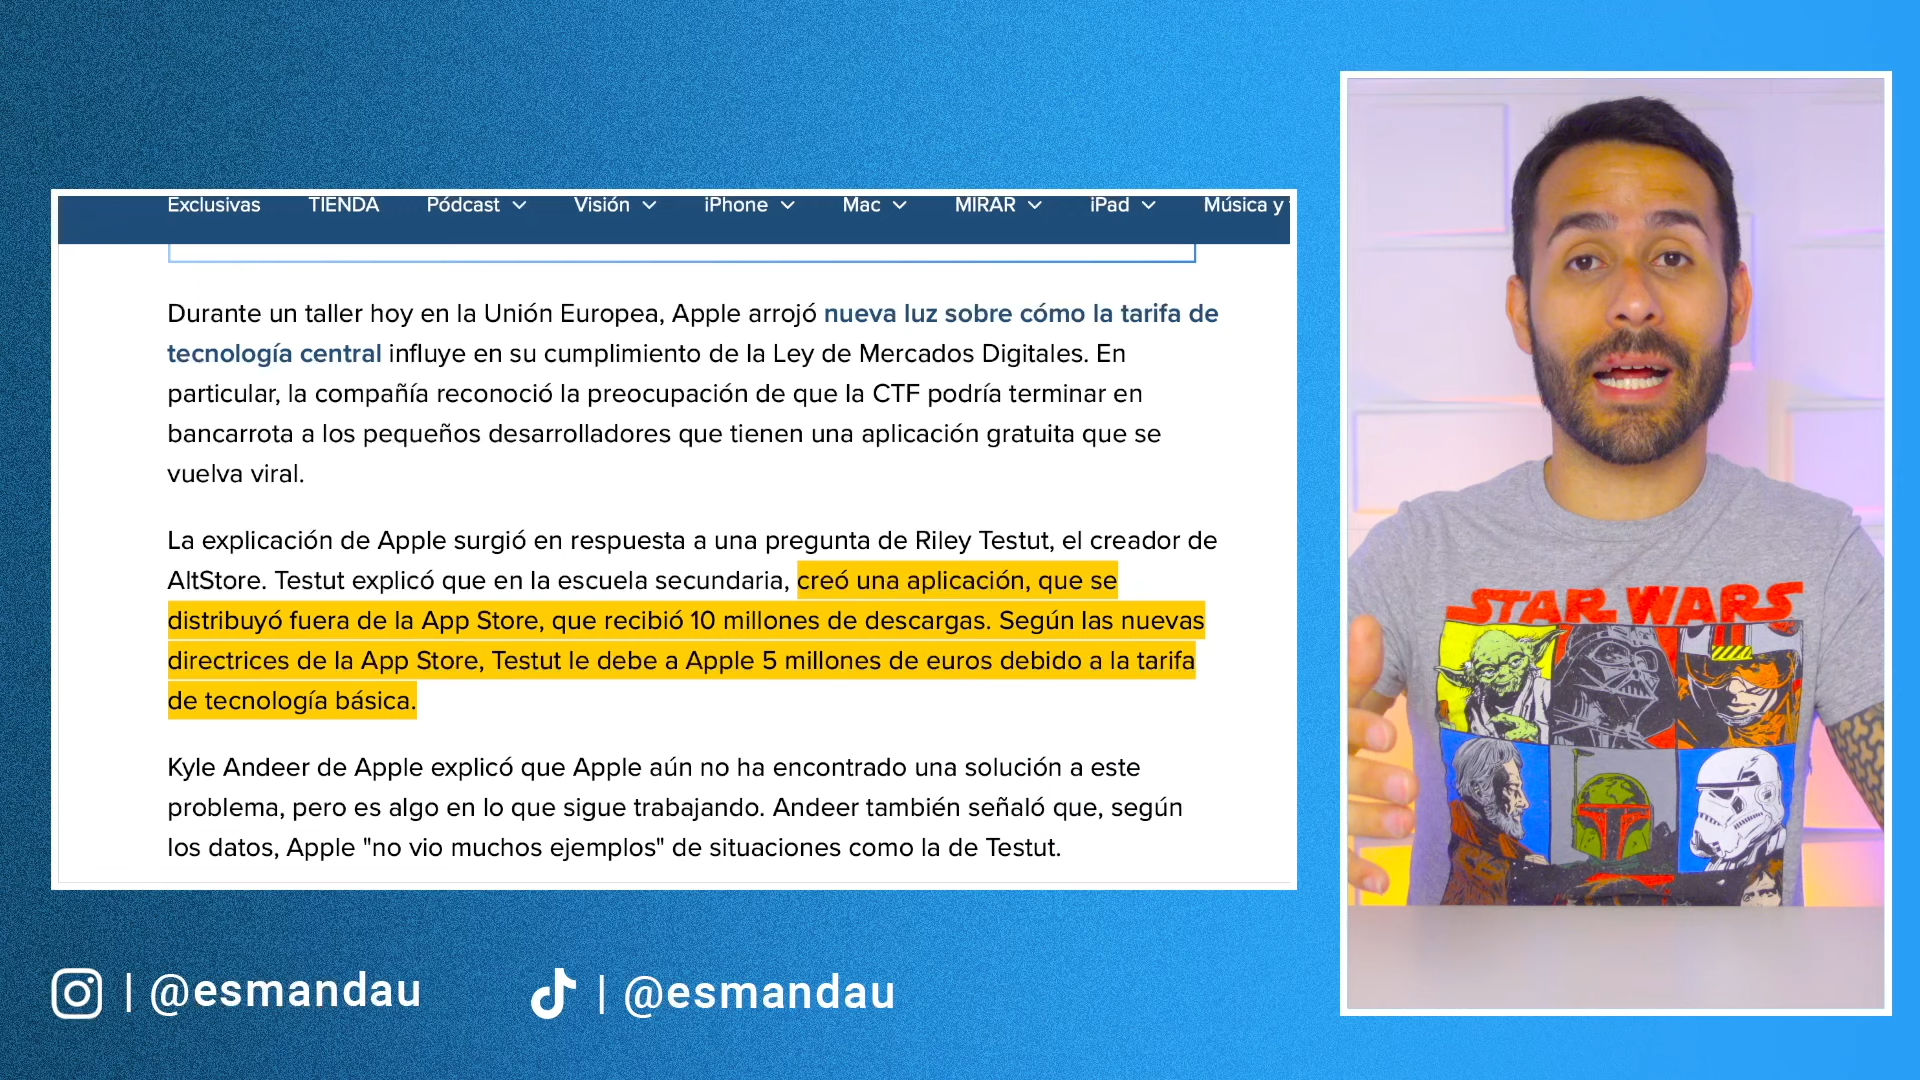 Exclusivas TIENDA Pódcast Visión iPhone Mac MIRAR iPad Música y
Durante un taller hoy en la Unión Europea, Apple arrojó nueva luz sobre cómo la tarifa de
tecnología central influye en su cumplimiento de la Ley de Mercados Digitales. En
particular, la compañía reconoció la preocupación de que la CTF podría terminar en
bancarrota a los pequeños desarrolladores que tienen una aplicación gratuita que se
vuelva viral.
La explicación de Apple surgió en respuesta a una pregunta de Riley Testut, el creador de
AltStore. Testut explicó que en la escuela secundaria, creó una aplicación, que se
distribuyó fuera de la App Store, que recibió 10 millones de descargas. Según las nuevas
directrices de la App Store, Testut le debe a Apple 5 millones de euros debido a la tarifa
de tecnología básica.
Kyle Andeer de Apple explicó que Apple aún no ha encontrado una solución a este
problema, pero es algo en lo que sigue trabajando. Andeer también señaló que, según
los datos, Apple "no vio muchos ejemplos" de situaciones como la de Testut.
STAR WARS
| @esmandau
| @esmandau